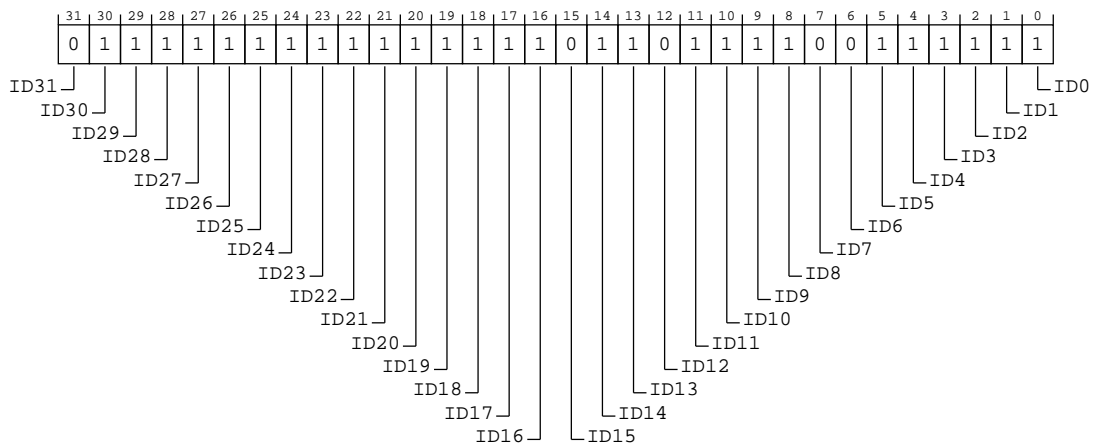 31 30 29 28 27 26 25 24 23 22 21 20 19 18 17 16 15 14 13 12 11 10 9 8 7 6 5 4 3 2 1 0
0 1 1 1 1 1 1 1 1 1 1 1 1 1 1 1 0 1 1 0 1 1 1 1 0 0 1 1 1 1 1 1
ID31 ID0
ID30 ID1
ID29 ID2
ID28 ID3
ID27 ID4
ID26 ID5
ID25 ID6
ID24 ID7
ID23 ID8
ID22 ID9
ID21 ID10
ID20 ID11
ID19 ID12
ID18 ID13
ID17 ID14
ID16 ID15